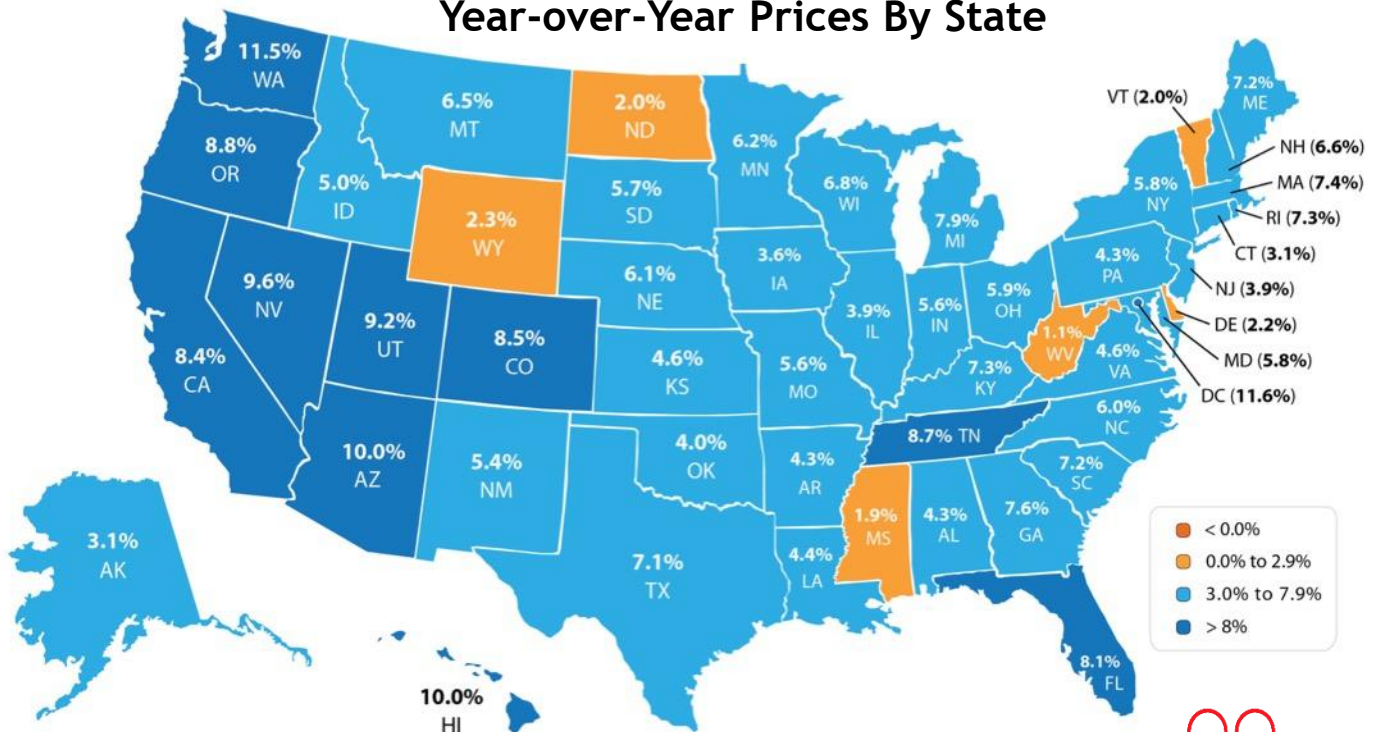 Year-over-Year Prices By State
11.5%
WA
8.8%
OR
6.5%
MT
5.0%
ID
2.0%
ND
2.3%
WY
5.7%
SD
6.2%
MN
6.8%
WI
7.9%
MI
VT (2.0%)
7.2%
ME
NH (6.6%)
MA (7.4%)
RI (7.3%)
CT (3.1%)
NJ (3.9%)
DE (2.2%)
MD (5.8%)
DC (11.6%)
5.8%
NY
4.3%
PA
9.6%
NV
8.4%
CA
9.2%
UT
8.5%
CO
6.1%
NE
3.6%
IA
3.9%
IL
5.6%
IN
5.9%
OH
1.1%
WV
4.6%
VA
4.6%
KS
5.6%
MO
7.3%
KY
6.0%
NC
8.7% TN
10.0%
AZ
5.4%
NM
4.0%
OK
4.3%
AR
7.2%
SC
1.9%
MS
4.3%
AL
7.6%
GA
3.1%
AK
7.1%
TX
4.4%
LA
8.1%
FL
10.0%
HI
< 0.0%
0.0% to 2.9%
3.0% to 7.9%
> 8%